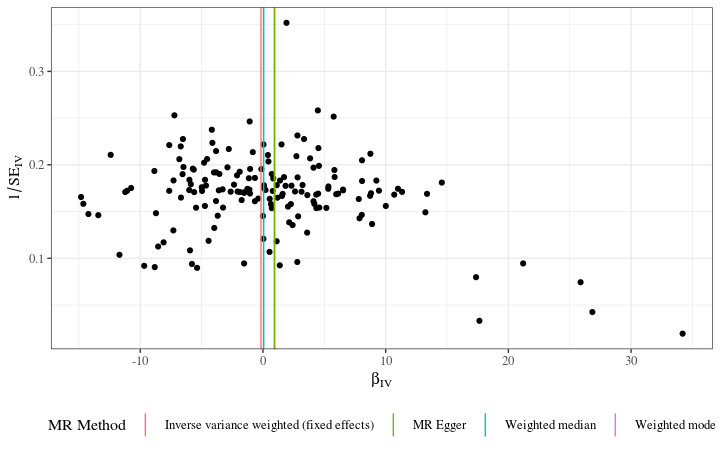 0.3
0.2
0.1
1/SE_IV
-10 0 10 20 30
β_IV
MR Method Inverse variance weighted (fixed effects) MR Egger Weighted median Weighted mode